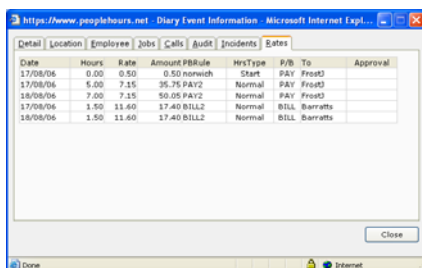 https://www.peoplehours.net - Diary Event Information - Microsoft Internet Expl...
Detail Location Employee Jobs Calls Audit Incidents Rates
Date Hours Rate Amount PBRule HrsType P/B To Approval
17/08/06 0.00 0.50 0.50 norwich Start PAY FrostJ
17/08/06 5.00 7.15 35.75 PAY2 Normal PAY FrostJ
18/08/06 7.00 7.15 50.05 PAY2 Normal PAY FrostJ
17/08/06 1.50 11.60 17.40 BILL2 Normal BILL Barratts
18/08/06 1.50 11.60 17.40 BILL2 Normal BILL Barratts
Close
Done Internet